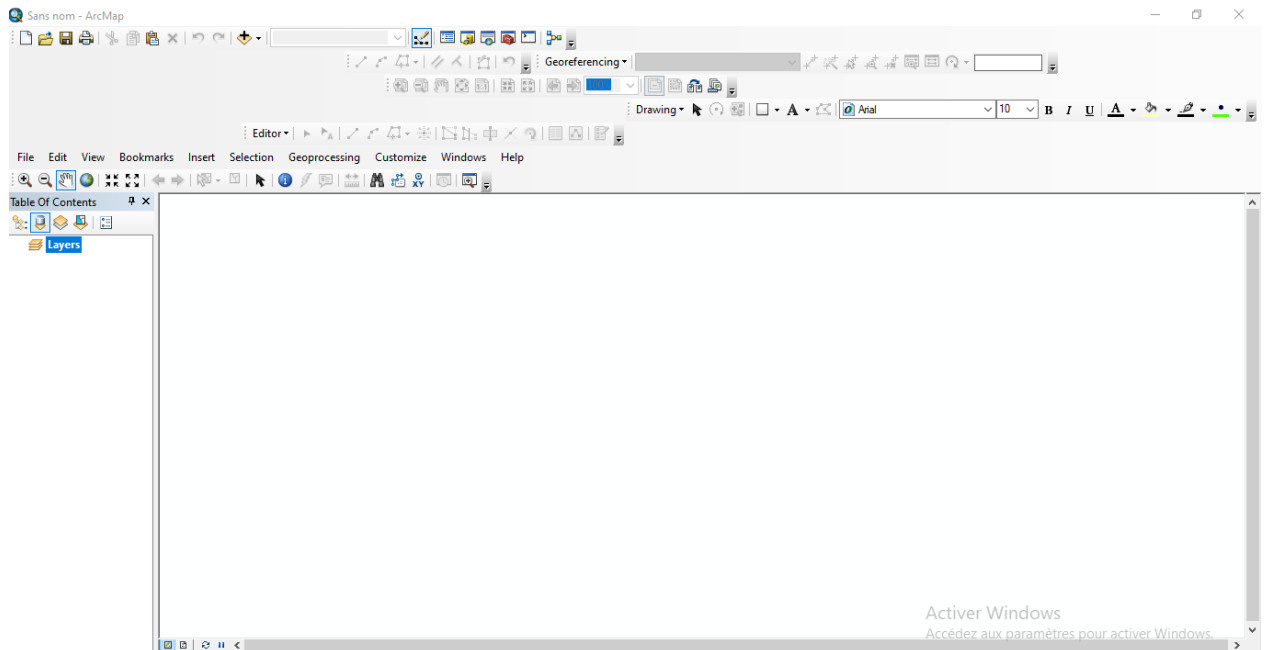 Sans nom - ArcMap
Georeferencing
100%
Drawing A Arial 10 B I U A
Editor
File Edit View Bookmarks Insert Selection Geoprocessing Customize Windows Help
Table Of Contents
Layers
Activer Windows
Accédez aux paramètres pour activer Windows.